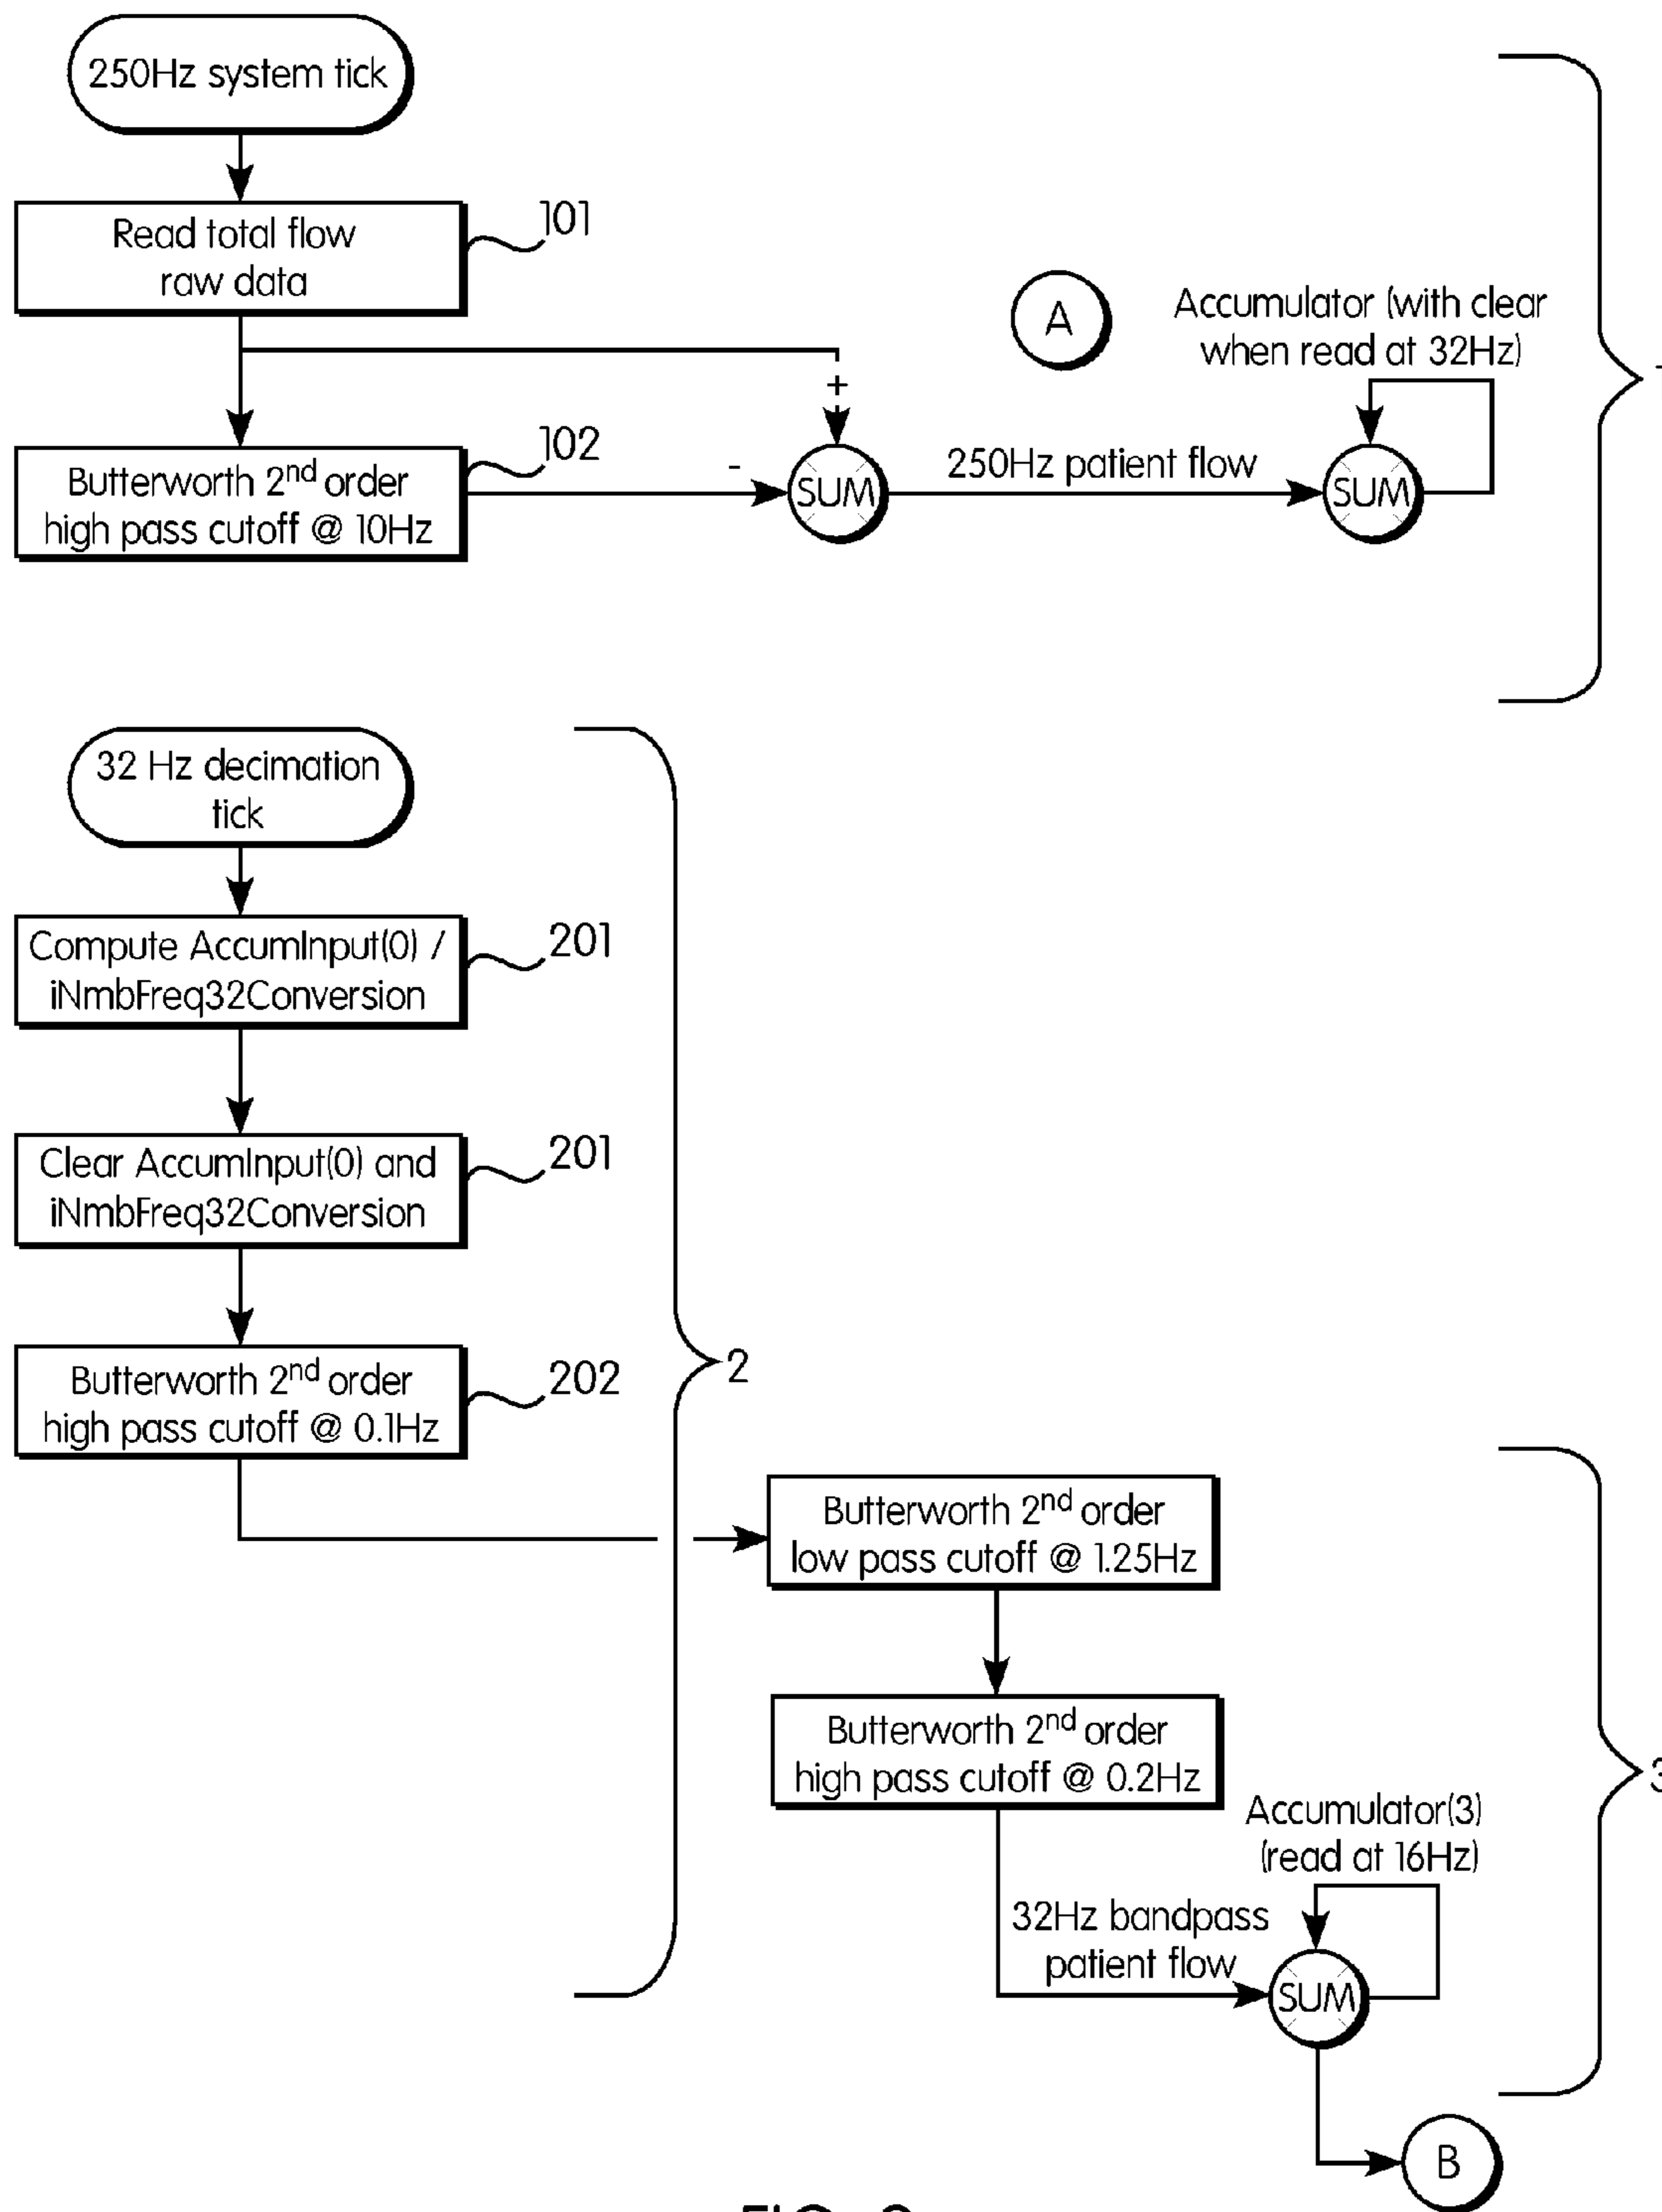 250Hz system tick
Read total flow
raw data
101
A
Accumulator (with clear
when read at 32Hz)
+
Butterworth 2nd order
high pass cutoff @ 10Hz
102
-
SUM
250Hz patient flow
SUM
32 Hz decimation
tick
Compute AccumInput(0) /
iNmbFreq32Conversion
201
Clear AccumInput(0) and
iNmbFreq32Conversion
201
Butterworth 2nd order
high pass cutoff @ 0.1Hz
202
2
Butterworth 2nd order
low pass cutoff @ 1.25Hz
Butterworth 2nd order
high pass cutoff @ 0.2Hz
3
Accumulator(3)
(read at 16Hz)
32Hz bandpass
patient flow
SUM
B